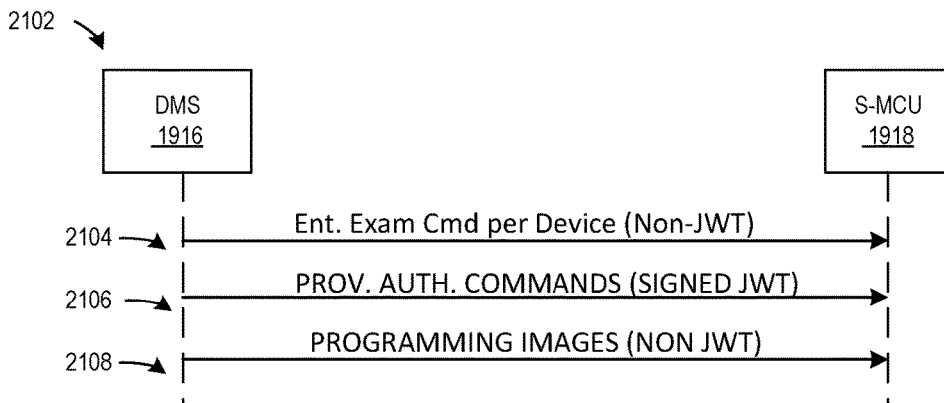 2102
DMS
1916
S-MCU
1918
2104
Ent. Exam Cmd per Device (Non-JWT)
2106
PROV. AUTH. COMMANDS (SIGNED JWT)
2108
PROGRAMMING IMAGES (NON JWT)